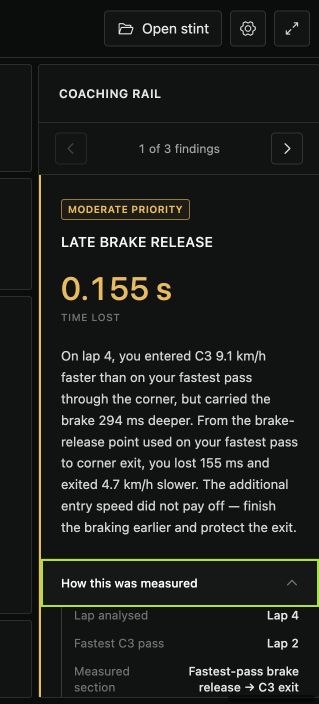 Open stint
COACHING RAIL
1 of 3 findings
MODERATE PRIORITY
LATE BRAKE RELEASE
0.155 s
TIME LOST
On lap 4, you entered C3 9.1 km/h
faster than on your fastest pass
through the corner, but carried the
brake 294 ms deeper. From the brake-
release point used on your fastest pass
to corner exit, you lost 155 ms and
exited 4.7 km/h slower. The additional
entry speed did not pay off — finish
the braking earlier and protect the exit.
How this was measured
Lap analysed Lap 4
Fastest C3 pass Lap 2
Measured Fastest-pass brake
section release → C3 exit